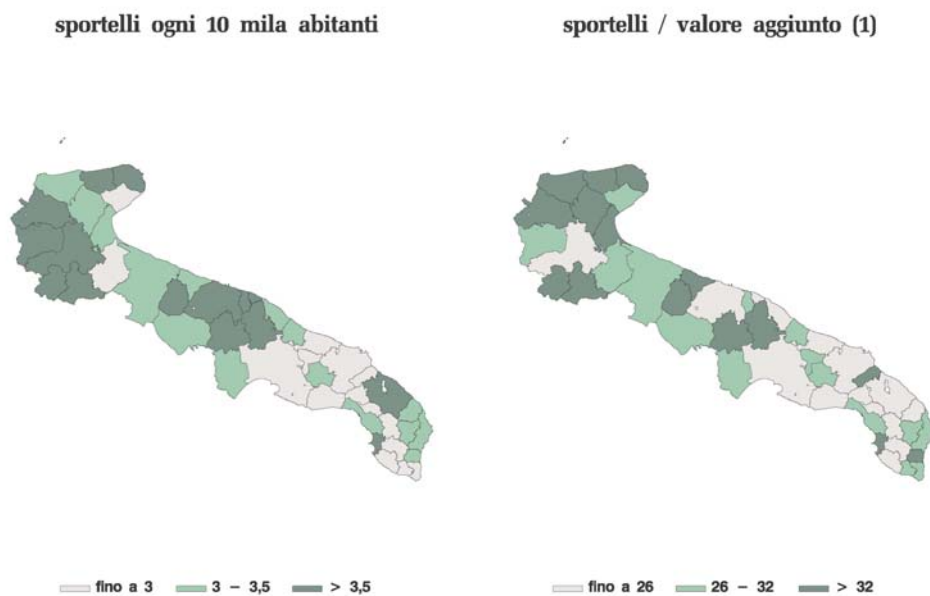 sportelli ogni 10 mila abitanti
sportelli / valore aggiunto (1)
fino a 3 3 – 3,5 > 3,5
fino a 26 26 – 32 > 32